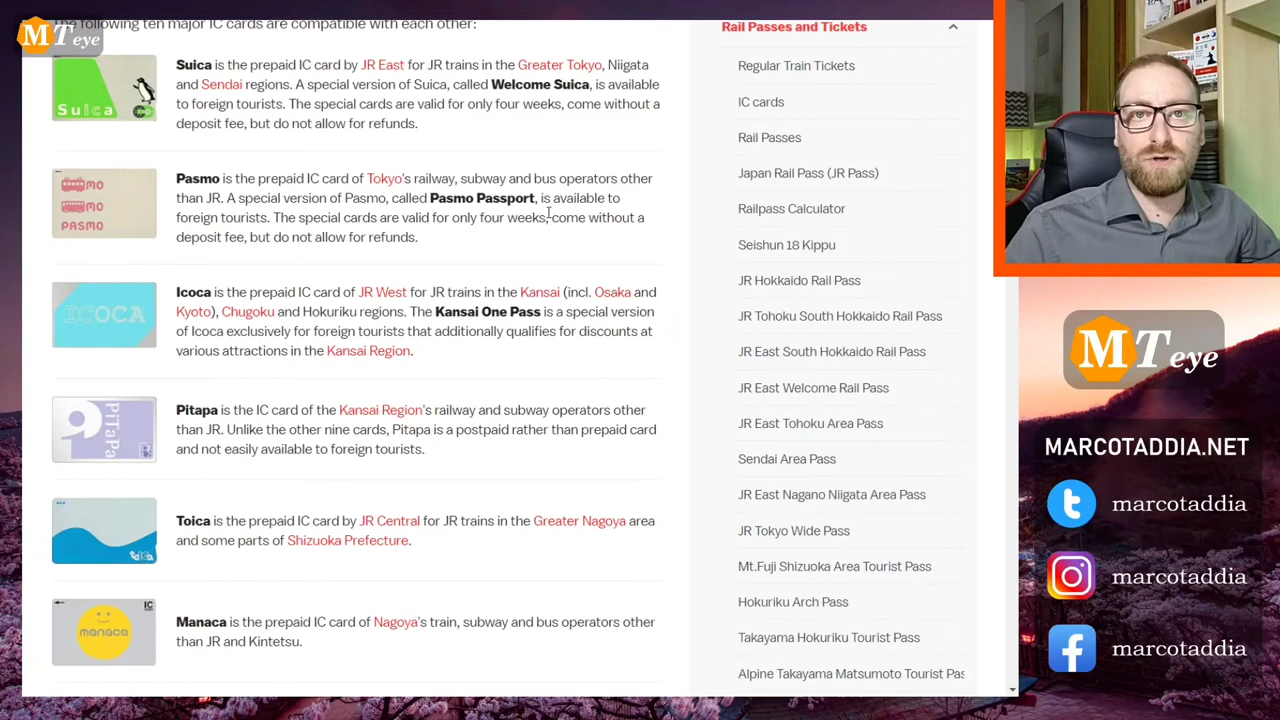 The following ten major IC cards are compatible with each other:
MT eye
Suica
Suica is the prepaid IC card by JR East for JR trains in the Greater Tokyo, Niigata
and Sendai regions. A special version of Suica, called Welcome Suica, is available
to foreign tourists. The special cards are valid for only four weeks, come without a
deposit fee, but do not allow for refunds.
MO
MO
PASMO
Pasmo is the prepaid IC card of Tokyo's railway, subway and bus operators other
than JR. A special version of Pasmo, called Pasmo Passport, is available to
foreign tourists. The special cards are valid for only four weeks, come without a
deposit fee, but do not allow for refunds.
ICOCA
Icoca is the prepaid IC card of JR West for JR trains in the Kansai (incl. Osaka and
Kyoto), Chugoku and Hokuriku regions. The Kansai One Pass is a special version
of Icoca exclusively for foreign tourists that additionally qualifies for discounts at
various attractions in the Kansai Region.
PiTaPa
Pitapa is the IC card of the Kansai Region's railway and subway operators other
than JR. Unlike the other nine cards, Pitapa is a postpaid rather than prepaid card
and not easily available to foreign tourists.
TOICA
Toica is the prepaid IC card by JR Central for JR trains in the Greater Nagoya area
and some parts of Shizuoka Prefecture.
IC
manaca
Manaca is the prepaid IC card of Nagoya's train, subway and bus operators other
than JR and Kintetsu.
Rail Passes and Tickets
Regular Train Tickets
IC cards
Rail Passes
Japan Rail Pass (JR Pass)
Railpass Calculator
Seishun 18 Kippu
JR Hokkaido Rail Pass
JR Tohoku South Hokkaido Rail Pass
JR East South Hokkaido Rail Pass
JR East Welcome Rail Pass
JR East Tohoku Area Pass
Sendai Area Pass
JR East Nagano Niigata Area Pass
JR Tokyo Wide Pass
Mt.Fuji Shizuoka Area Tourist Pass
Hokuriku Arch Pass
Takayama Hokuriku Tourist Pass
Alpine Takayama Matsumoto Tourist Pas
MT eye
MARCOTADDIA.NET
marcotaddia
marcotaddia
marcotaddia